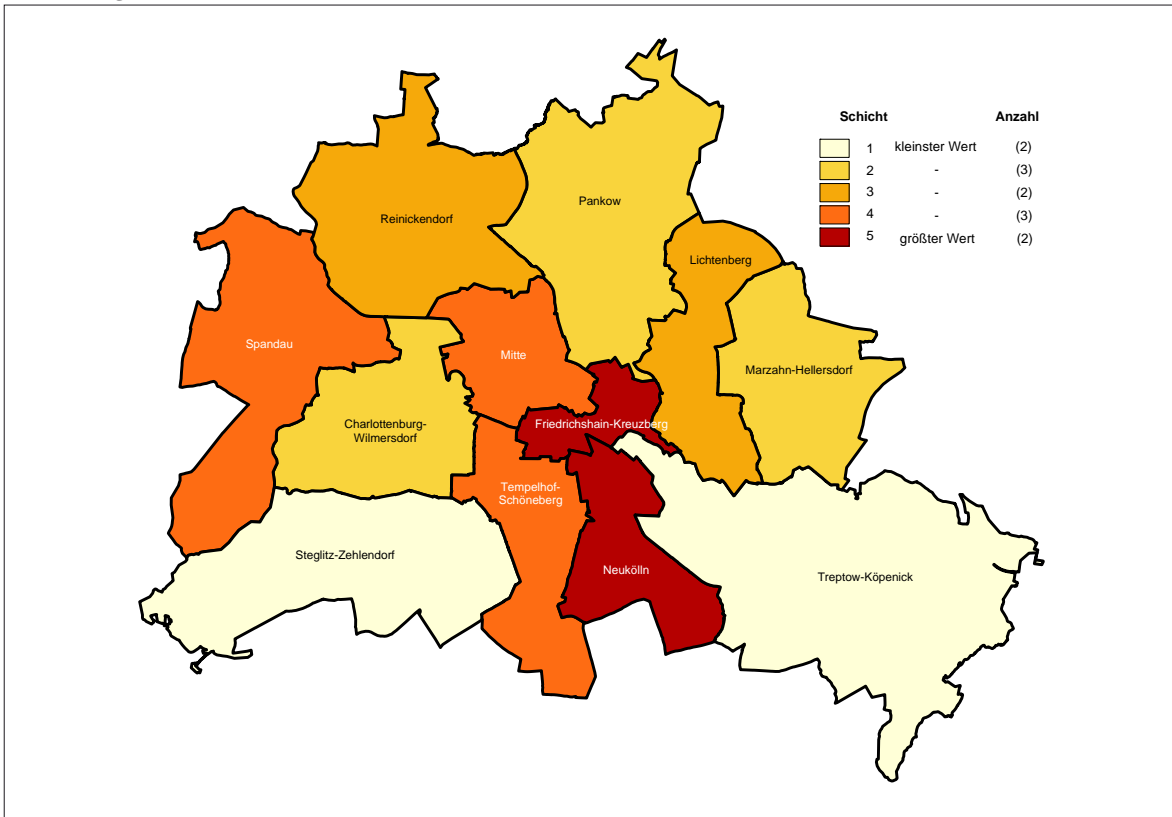 Schicht Anzahl
1 kleinster Wert (2)
2 - (3)
3 - (2)
4 - (3)
5 größter Wert (2)
Pankow
Reinickendorf
Lichtenberg
Spandau
Mitte
Marzahn-Hellersdorf
Charlottenburg-
Wilmersdorf
Friedrichshain-Kreuzberg
Tempelhof-
Schöneberg
Steglitz-Zehlendorf
Neukölln
Treptow-Köpenick